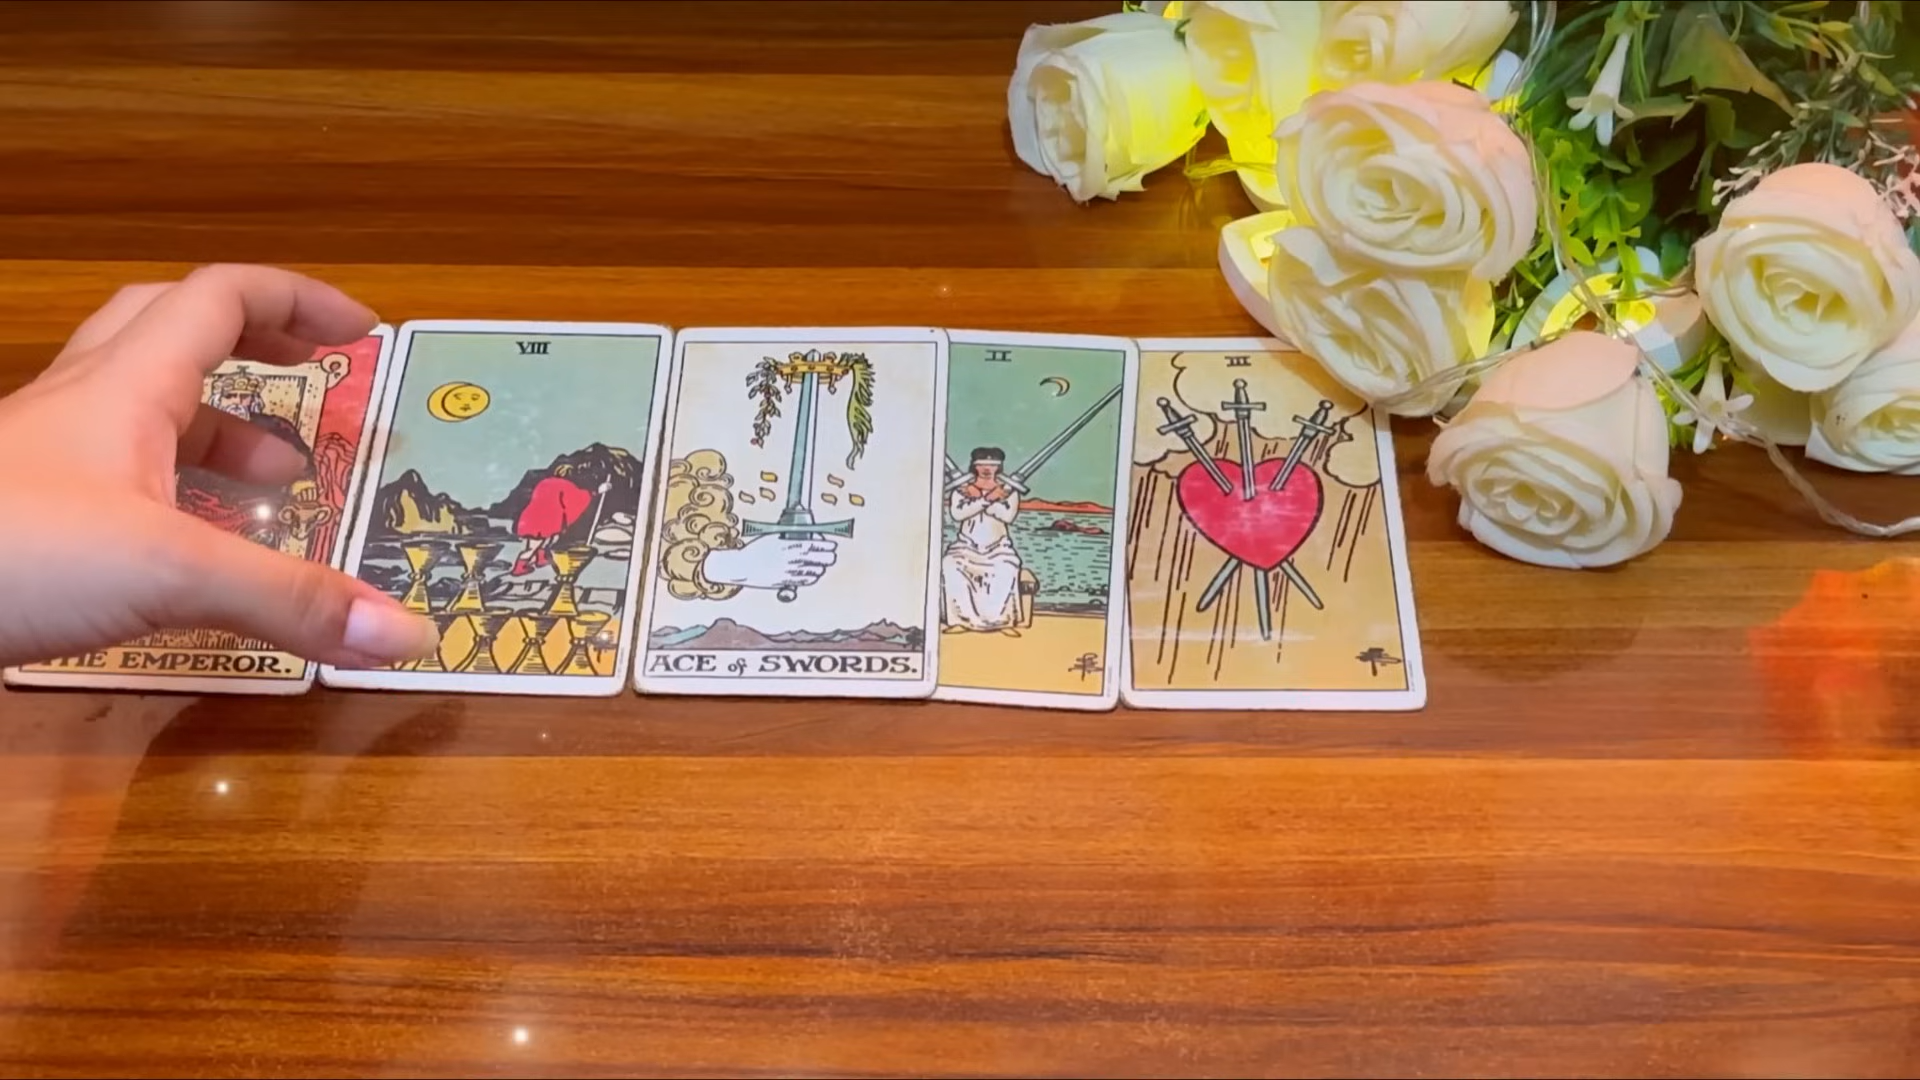 THE EMPEROR.
VIII
ACE of SWORDS.
II
III